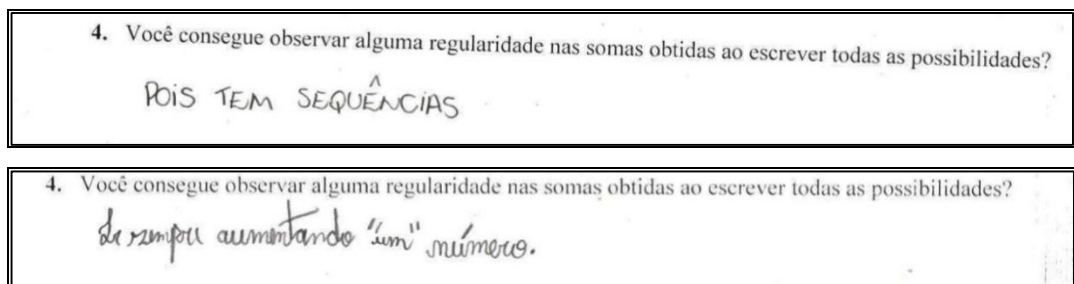 4. Você consegue observar alguma regularidade nas somas obtidas ao escrever todas as possibilidades?
POIS TEM SEQUÊNCIAS
4. Você consegue observar alguma regularidade nas somas obtidas ao escrever todas as possibilidades?
sempre aumentando "um" número.